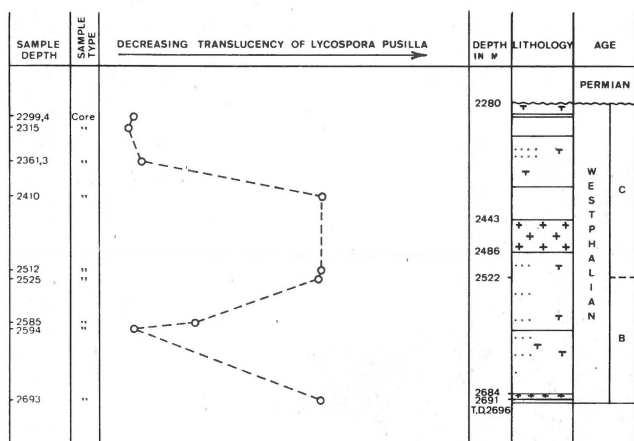 SAMPLE DEPTH
SAMPLE TYPE
DECREASING TRANSLUCENCY OF LYCOSPORA PUSILLA
DEPTH IN M
LITHOLOGY
AGE
PERMIAN
2280
2299,4 Core
2315 ,,
2361,3 ,,
2410 ,,
2443
2486
2512 ,,
2525 ,,
2522
2585 ,,
2594 ,,
2693 ,,
2684
2691
T.D.2696
WESTPHALIAN
C
B